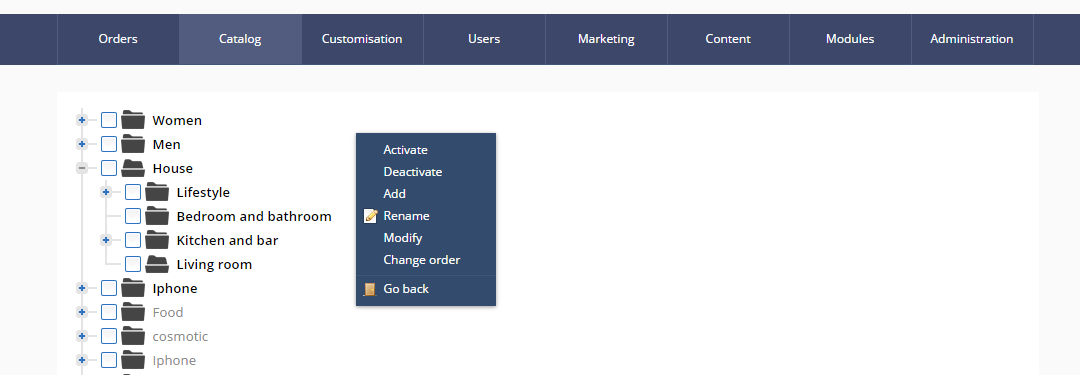 Orders Catalog Customisation Users Marketing Content Modules Administration
Women
Men
House
Lifestyle
Bedroom and bathroom
Kitchen and bar
Living room
Iphone
Food
cosmotic
Iphone
Activate
Deactivate
Add
Rename
Modify
Change order
Go back